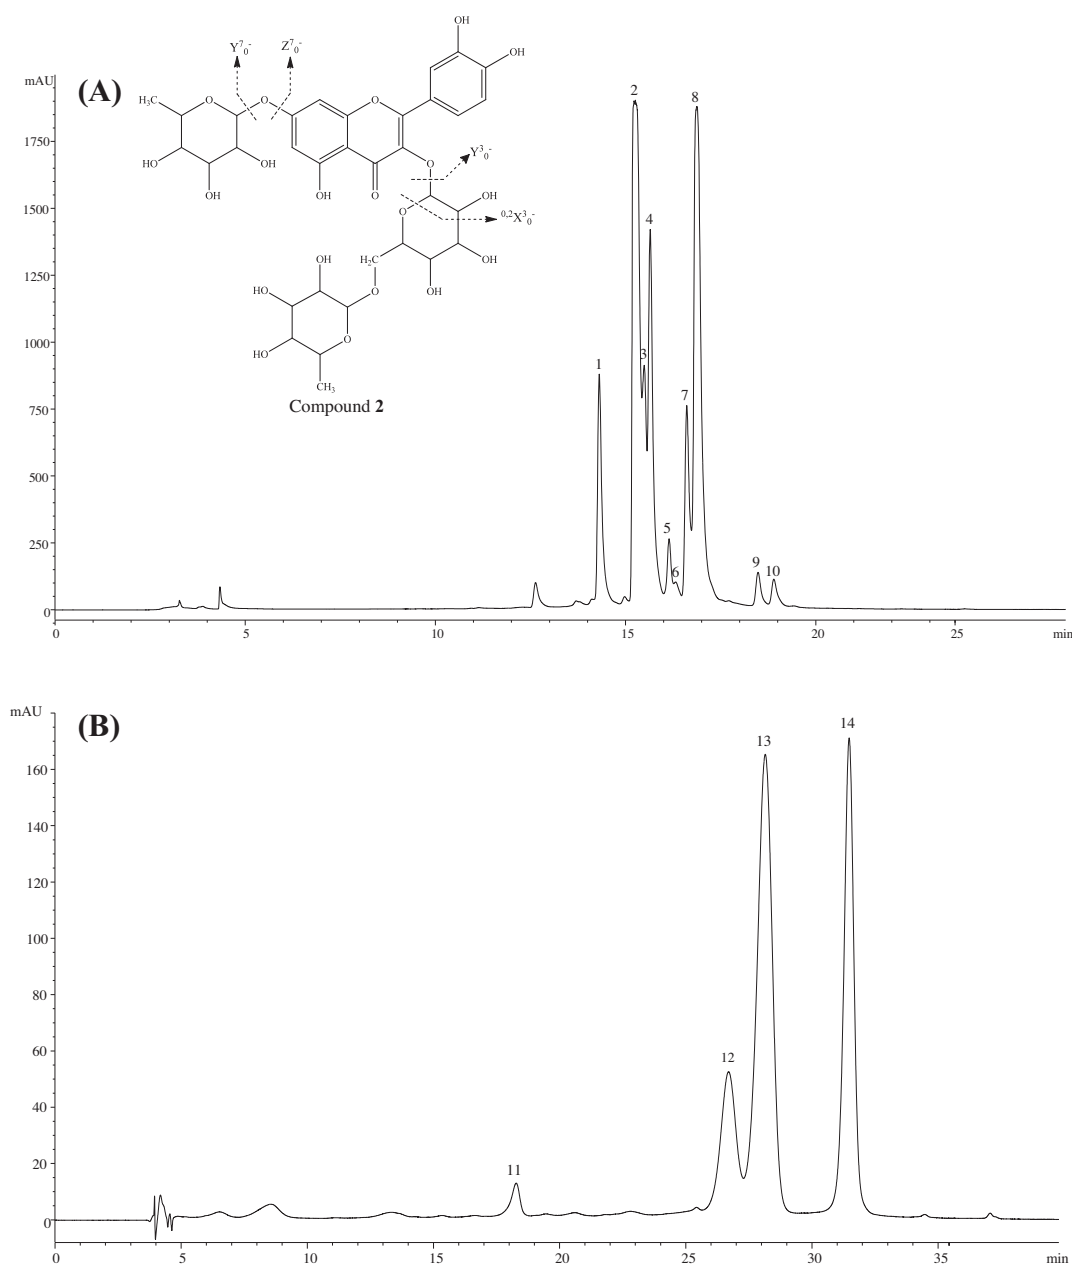 OH
Y⁷₀⁻ Z⁷₀⁻
OH
mAU
(A)
2
8
H₃C O O O
1750
HO OH
O Y³₀⁻
OH OH O
1500
O OH
⁰,²X³₀⁻
4
OH H₂C OH
1250
HO O OH
1000
HO O
3
1
CH₃
7
Compound 2
750
500
5
250
6
9 10
0
0 5 10 15 20 25 min
mAU
(B)
14
13
160
140
120
100
80
60
12
40
20
11
0
0 5 10 15 20 25 30 35 min